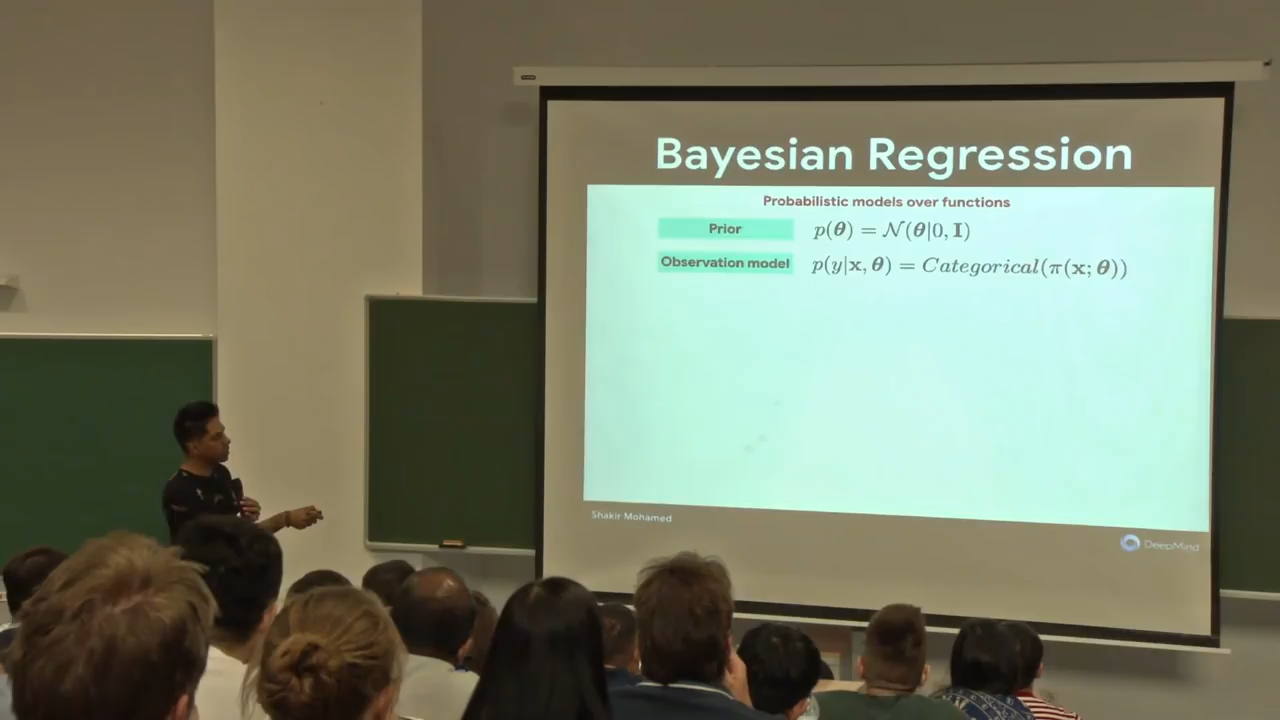 Bayesian Regression
Probabilistic models over functions
Prior p(θ) = 𝒩(θ|0, I)
Observation model p(y|x, θ) = Categorical(π(x; θ))
Shakir Mohamed
DeepMind